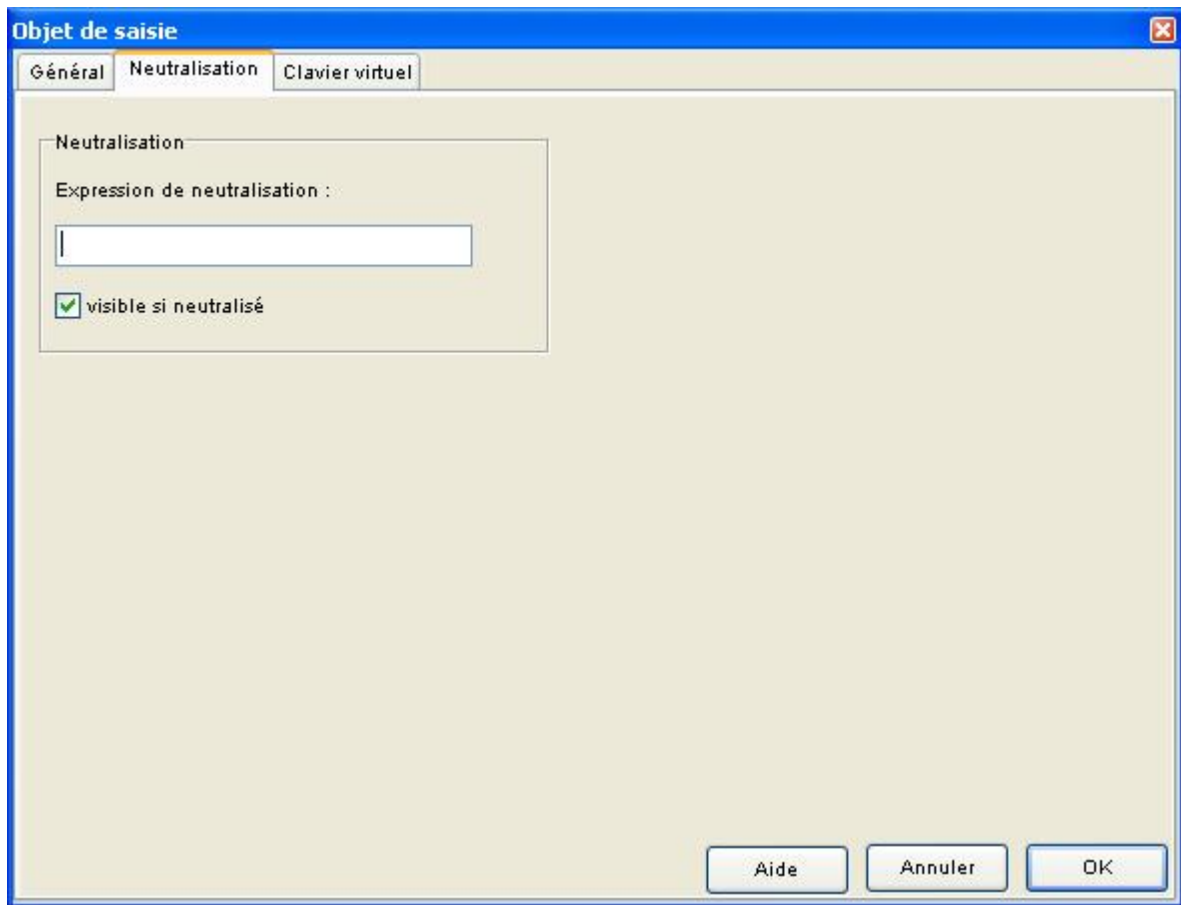 Objet de saisie
Général Neutralisation Clavier virtuel
Neutralisation
Expression de neutralisation :
visible si neutralisé
Aide Annuler OK